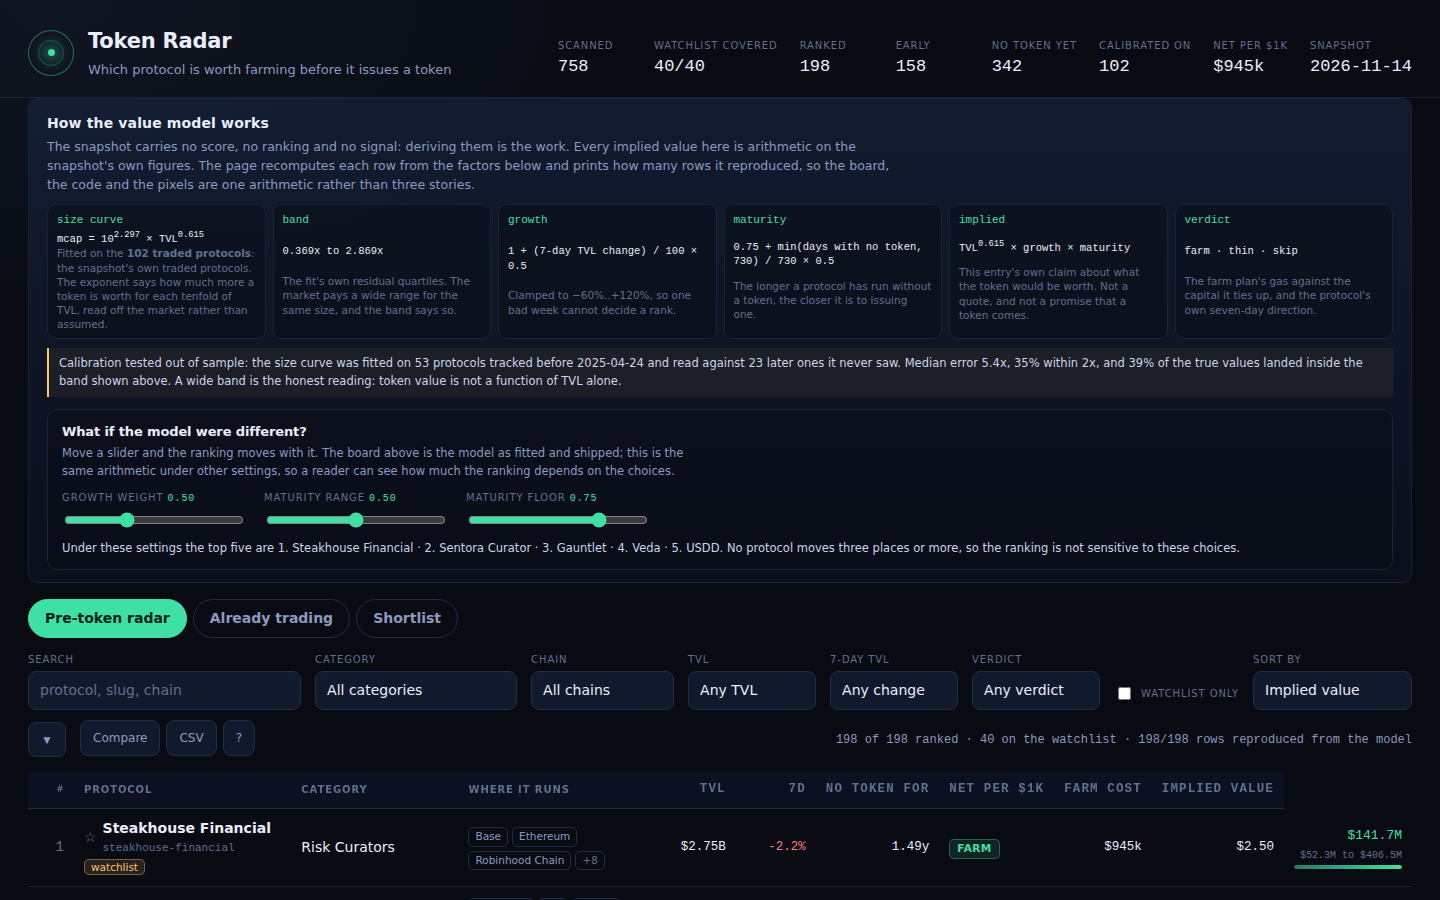 Token Radar
Which protocol is worth farming before it issues a token
SCANNED
758
WATCHLIST COVERED
40/40
RANKED
198
EARLY
158
NO TOKEN YET
342
CALIBRATED ON
102
NET PER $1K
$945k
SNAPSHOT
2026-11-14
How the value model works
The snapshot carries no score, no ranking and no signal: deriving them is the work. Every implied value here is arithmetic on the
snapshot's own figures. The page recomputes each row from the factors below and prints how many rows it reproduced, so the board,
the code and the pixels are one arithmetic rather than three stories.
size curve
mcap = 10^2.297 × TVL^0.615
Fitted on the 102 traded protocols:
the snapshot's own traded protocols.
The exponent says how much more a
token is worth for each tenfold of
TVL, read off the market rather than
assumed.
band
0.369x to 2.869x
The fit's own residual quartiles. The
market pays a wide range for the
same size, and the band says so.
growth
1 + (7-day TVL change) / 100 ×
0.5
Clamped to −60%..+120%, so one
bad week cannot decide a rank.
maturity
0.75 + min(days with no token,
730) / 730 × 0.5
The longer a protocol has run without
a token, the closer it is to issuing
one.
implied
TVL^0.615 × growth × maturity
This entry's own claim about what
the token would be worth. Not a
quote, and not a promise that a
token comes.
verdict
farm · thin · skip
The farm plan's gas against the
capital it ties up, and the protocol's
own seven-day direction.
Calibration tested out of sample: the size curve was fitted on 53 protocols tracked before 2025-04-24 and read against 23 later ones it never saw. Median error 5.4x, 35% within 2x, and 39% of the true values landed inside the
band shown above. A wide band is the honest reading: token value is not a function of TVL alone.
What if the model were different?
Move a slider and the ranking moves with it. The board above is the model as fitted and shipped; this is the
same arithmetic under other settings, so a reader can see how much the ranking depends on the choices.
GROWTH WEIGHT 0.50
MATURITY RANGE 0.50
MATURITY FLOOR 0.75
Under these settings the top five are 1. Steakhouse Financial · 2. Sentora Curator · 3. Gauntlet · 4. Veda · 5. USDD. No protocol moves three places or more, so the ranking is not sensitive to these choices.
Pre-token radar
Already trading
Shortlist
SEARCH
protocol, slug, chain
CATEGORY
All categories
CHAIN
All chains
TVL
Any TVL
7-DAY TVL
Any change
VERDICT
Any verdict
WATCHLIST ONLY
SORT BY
Implied value
▼
Compare
CSV
?
198 of 198 ranked · 40 on the watchlist · 198/198 rows reproduced from the model
# PROTOCOL CATEGORY WHERE IT RUNS TVL 7D NO TOKEN FOR NET PER $1K FARM COST IMPLIED VALUE
1
☆ Steakhouse Financial
steakhouse-financial
watchlist
Risk Curators
Base
Ethereum
Robinhood Chain
+8
$2.75B
-2.2%
1.49y
FARM
$945k
$2.50
$141.7M
$52.3M to $406.5M